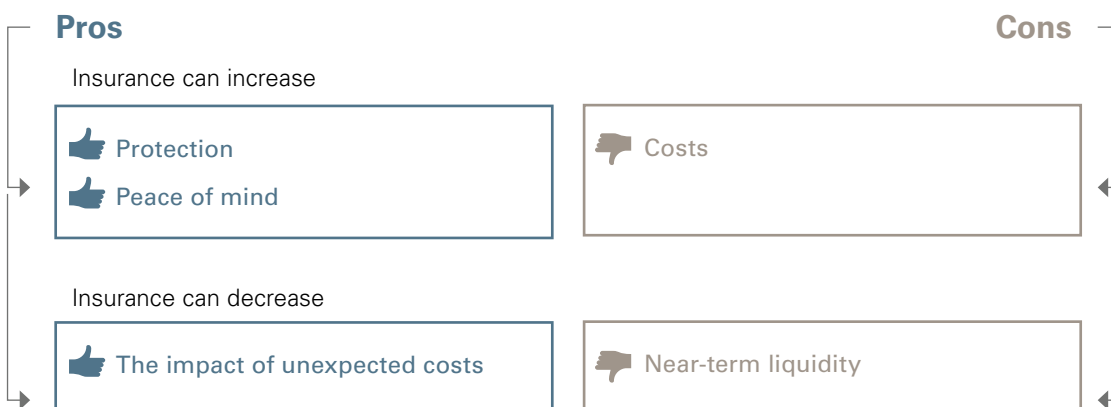 Pros
Cons
Insurance can increase
Protection
Peace of mind
Costs
Insurance can decrease
The impact of unexpected costs
Near-term liquidity